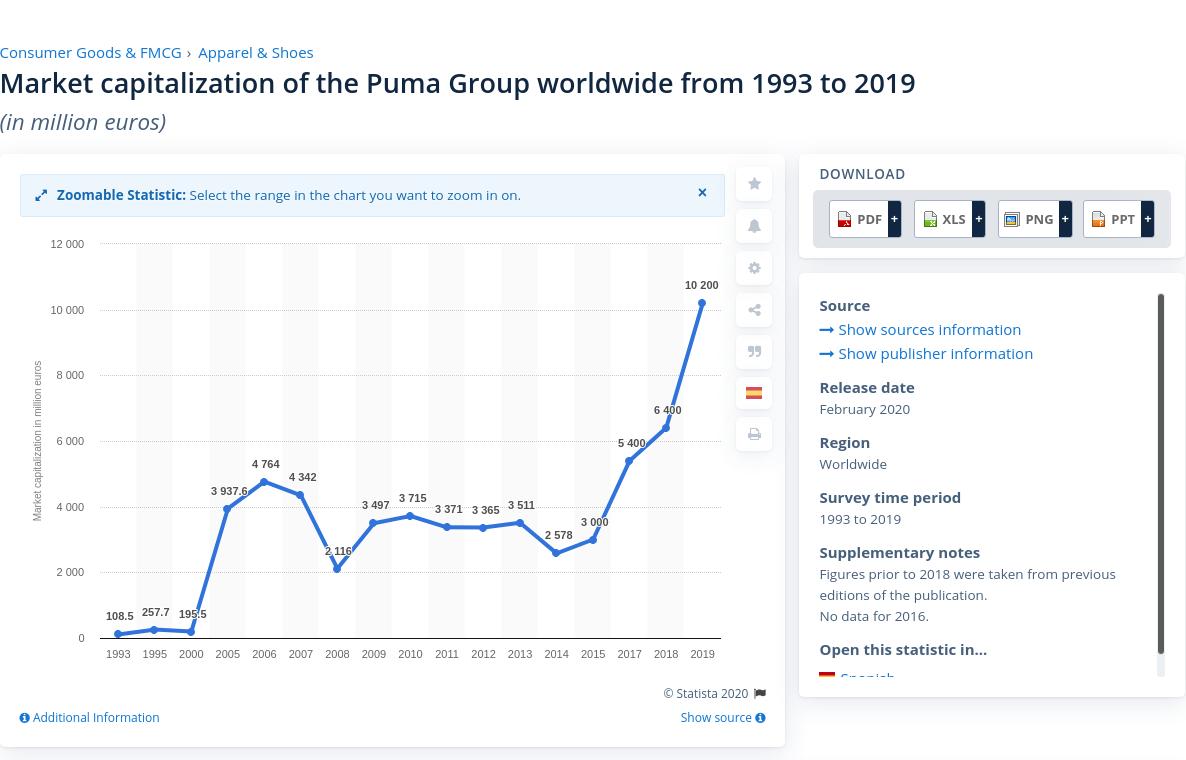 Consumer Goods & FMCG › Apparel & Shoes
Market capitalization of the Puma Group worldwide from 1993 to 2019
(in million euros)
Zoomable Statistic: Select the range in the chart you want to zoom in on. ×
12 000
10 000
8 000
6 000
4 000
2 000
0
Market capitalization in million euros
108.5
257.7
195.5
3 937.6
4 764
4 342
2 116
3 497
3 715
3 371
3 365
3 511
2 578
3 000
5 400
6 400
10 200
1993 1995 2000 2005 2006 2007 2008 2009 2010 2011 2012 2013 2014 2015 2017 2018 2019
© Statista 2020
Additional Information
Show source
DOWNLOAD
PDF + XLS + PNG + PPT +
Source
Show sources information
Show publisher information
Release date
February 2020
Region
Worldwide
Survey time period
1993 to 2019
Supplementary notes
Figures prior to 2018 were taken from previous
editions of the publication.
No data for 2016.
Open this statistic in...
Spanish